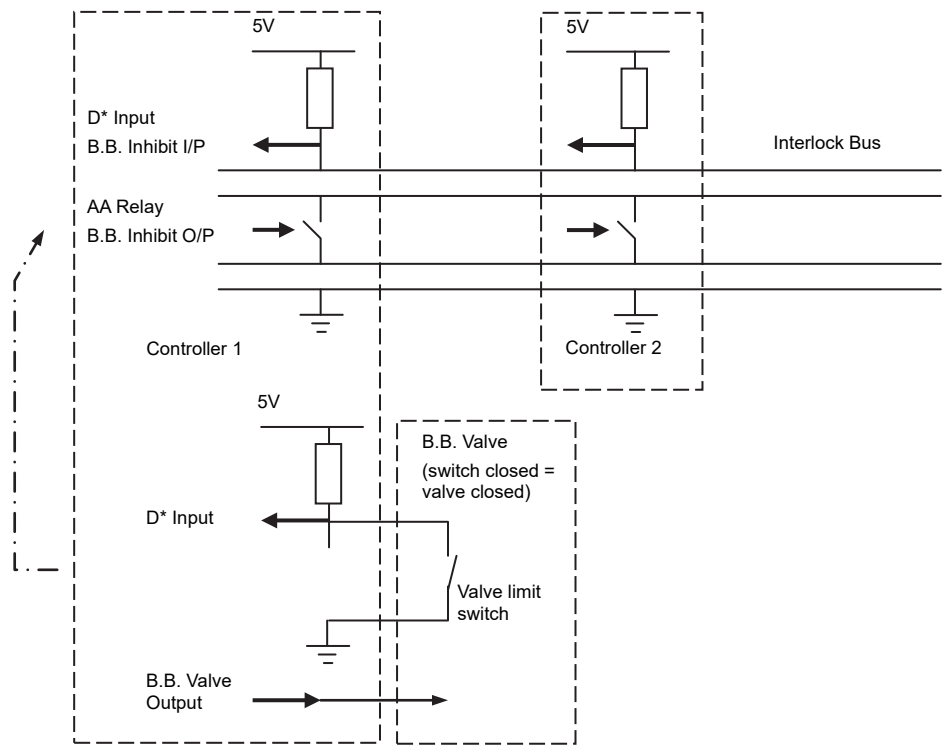 5V
5V
D* Input
B.B. Inhibit I/P
Interlock Bus
AA Relay
B.B. Inhibit O/P
Controller 1
Controller 2
5V
B.B. Valve
(switch closed =
valve closed)
D* Input
Valve limit
switch
B.B. Valve
Output